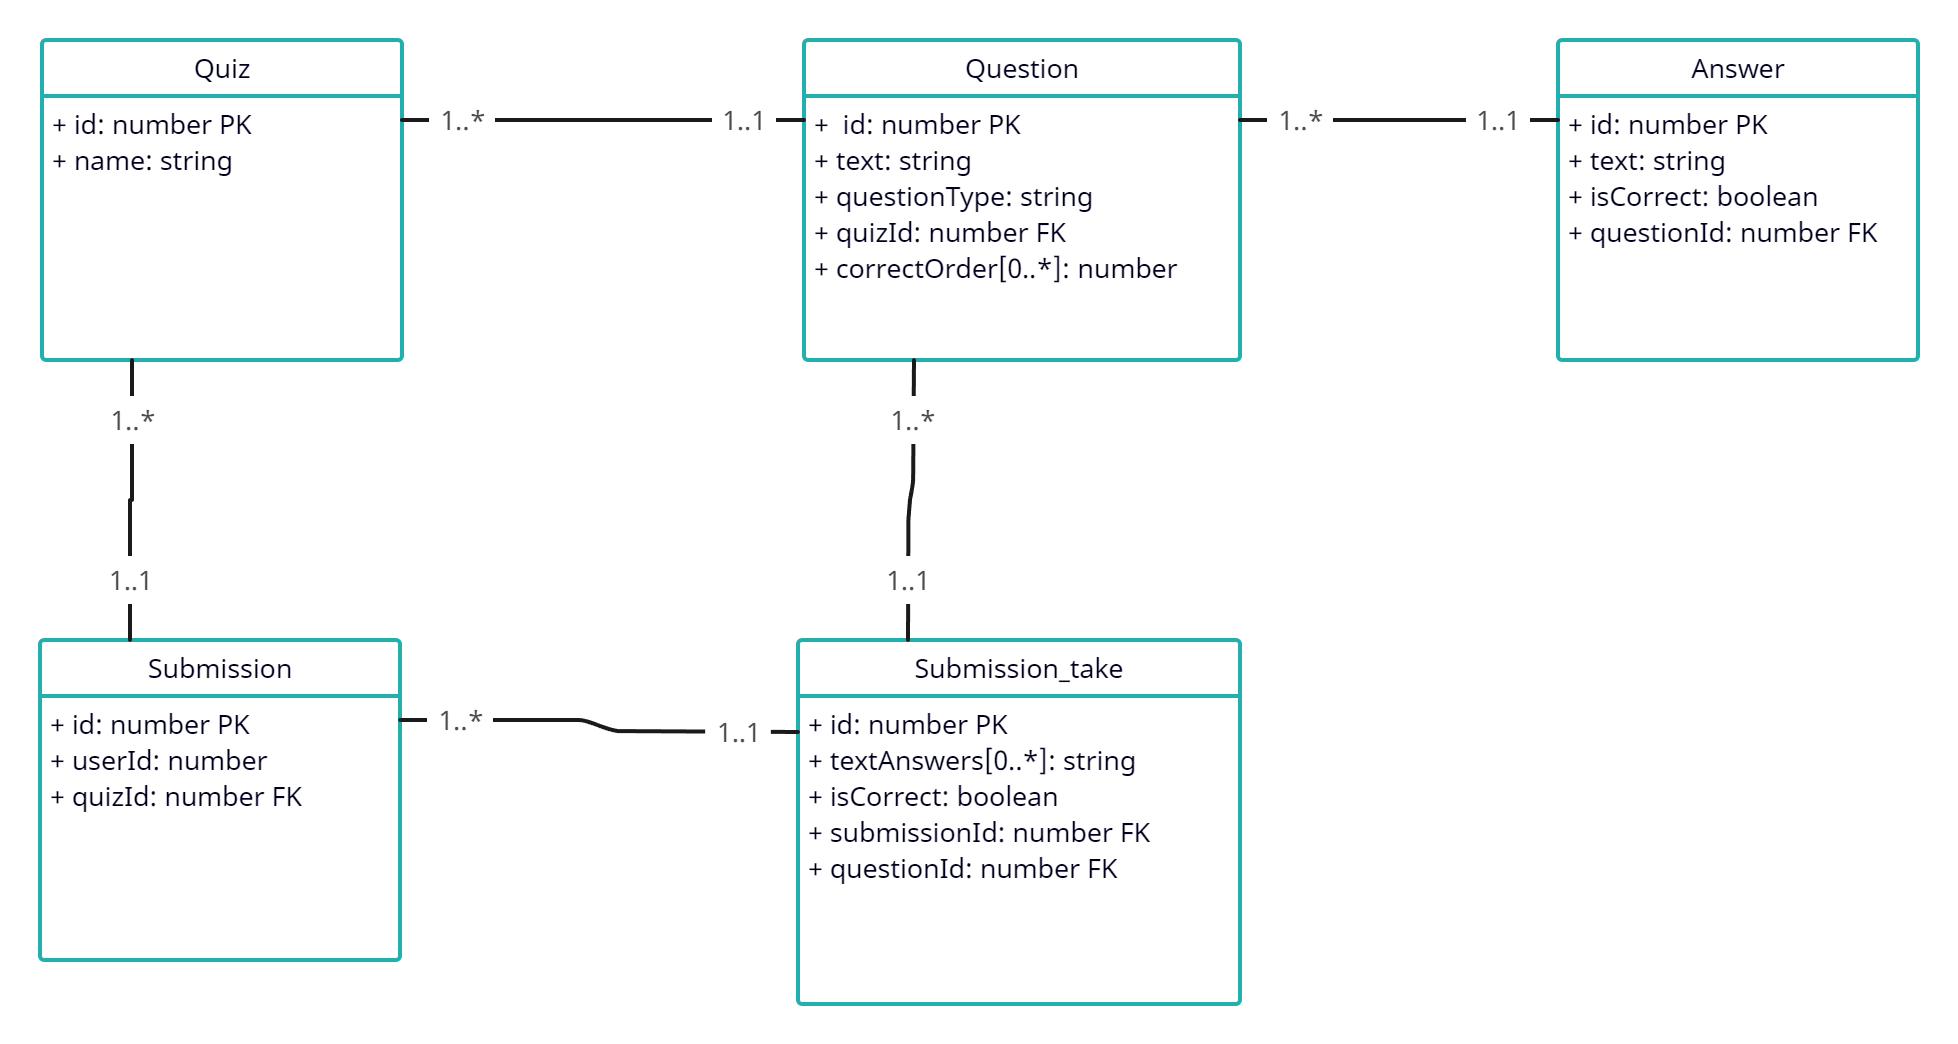 Quiz
+ id: number PK
+ name: string
1..*
1..1
Question
+  id: number PK
+ text: string
+ questionType: string
+ quizId: number FK
+ correctOrder[0..*]: number
1..*
1..1
Answer
+ id: number PK
+ text: string
+ isCorrect: boolean
+ questionId: number FK
1..*
1..1
1..*
1..1
Submission
+ id: number PK
+ userId: number
+ quizId: number FK
1..*
1..1
Submission_take
+ id: number PK
+ textAnswers[0..*]: string
+ isCorrect: boolean
+ submissionId: number FK
+ questionId: number FK